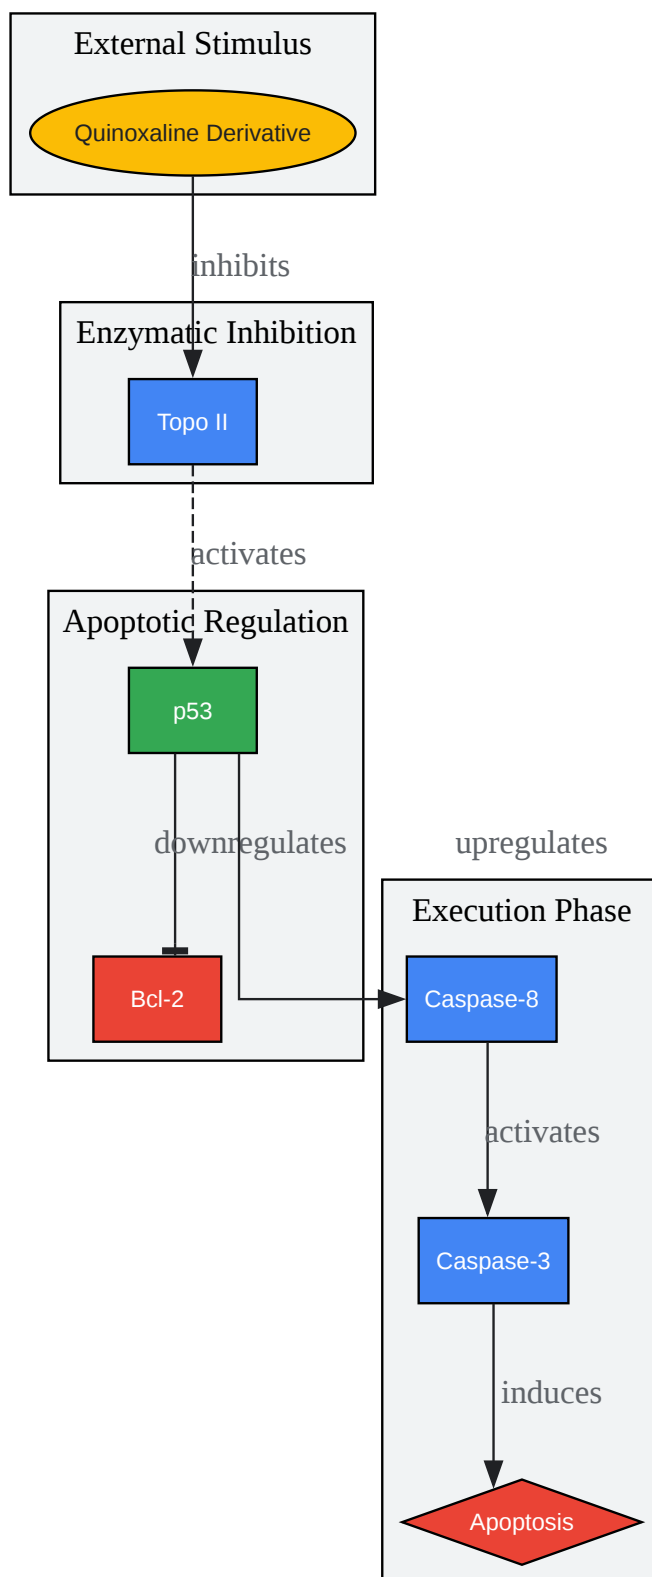 External Stimulus
Quinoxaline Derivative
inhibits
Enzymatic Inhibition
Topo II
activates
Apoptotic Regulation
p53
downregulates
upregulates
Execution Phase
Bcl-2
Caspase-8
activates
Caspase-3
induces
Apoptosis